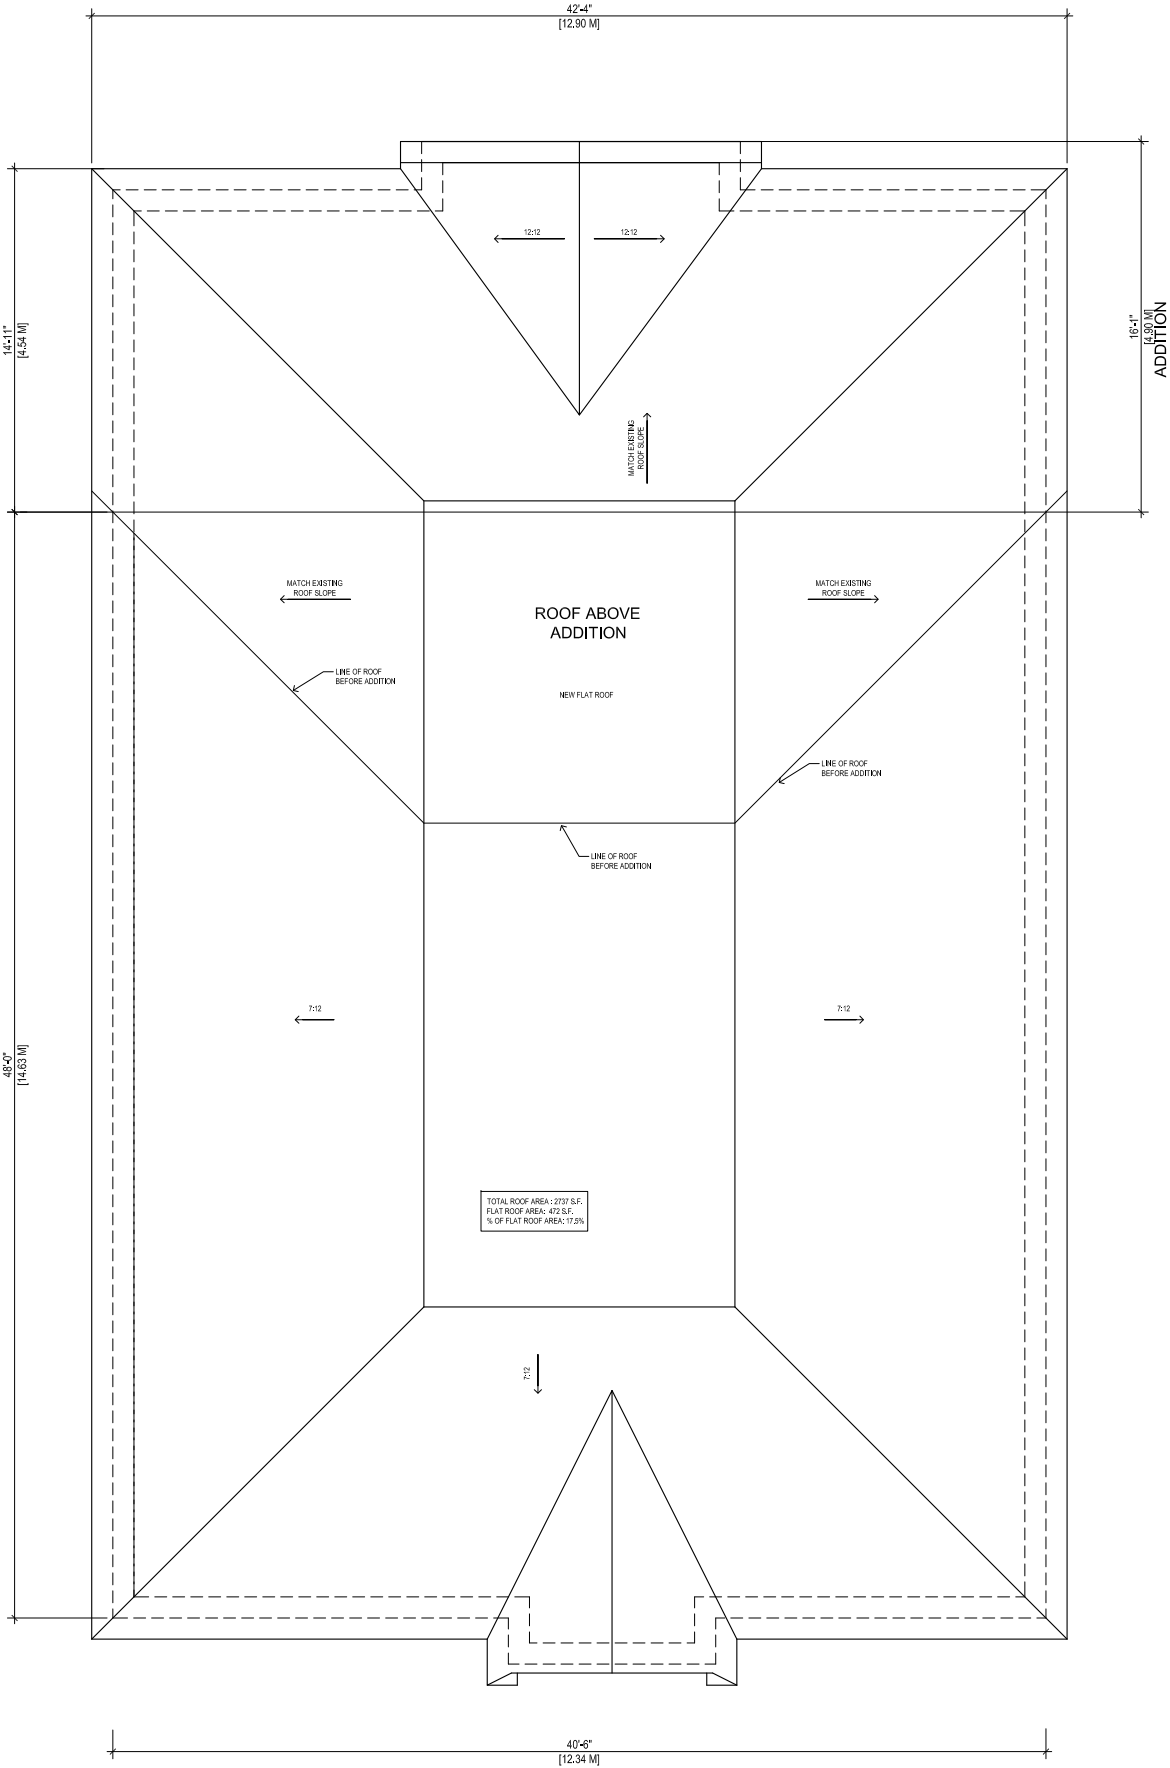 42'-4"
[12.90 M]
12:12
12:12
14'-11"
[4.54 M]
16'-1"
[4.90 M]
ADDITION
MATCH EXISTING
ROOF SLOPE
MATCH EXISTING
ROOF SLOPE
MATCH EXISTING
ROOF SLOPE
ROOF ABOVE
ADDITION
LINE OF ROOF
BEFORE ADDITION
NEW FLAT ROOF
LINE OF ROOF
BEFORE ADDITION
LINE OF ROOF
BEFORE ADDITION
7:12
7:12
48'-0"
[14.63 M]
TOTAL ROOF AREA : 2737 S.F.
FLAT ROOF AREA: 472 S.F.
% OF FLAT ROOF AREA: 17.5%
7:12
40'-6"
[12.34 M]